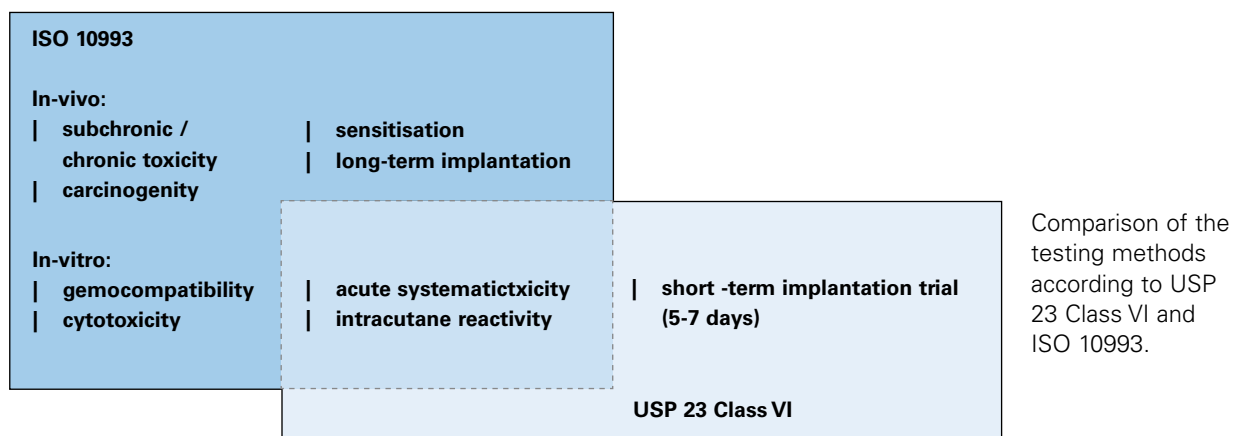 ISO 10993
In-vivo:
| subchronic /
chronic toxicity
| carcinogenity
| sensitisation
| long-term implantation
In-vitro:
| gemocompatibility
| cytotoxicity
| acute systematictxicity
| intracutane reactivity
| short -term implantation trial
(5-7 days)
USP 23 Class VI
Comparison of the
testing methods
according to USP
23 Class VI and
ISO 10993.